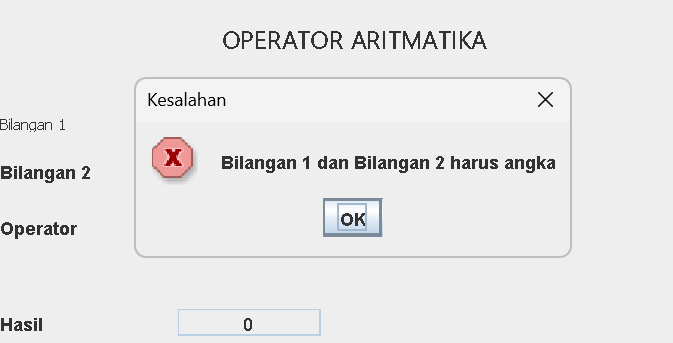 OPERATOR ARITMATIKA
Kesalahan
Bilangan 1
Bilangan 1 dan Bilangan 2 harus angka
Bilangan 2
OK
Operator
Hasil
0